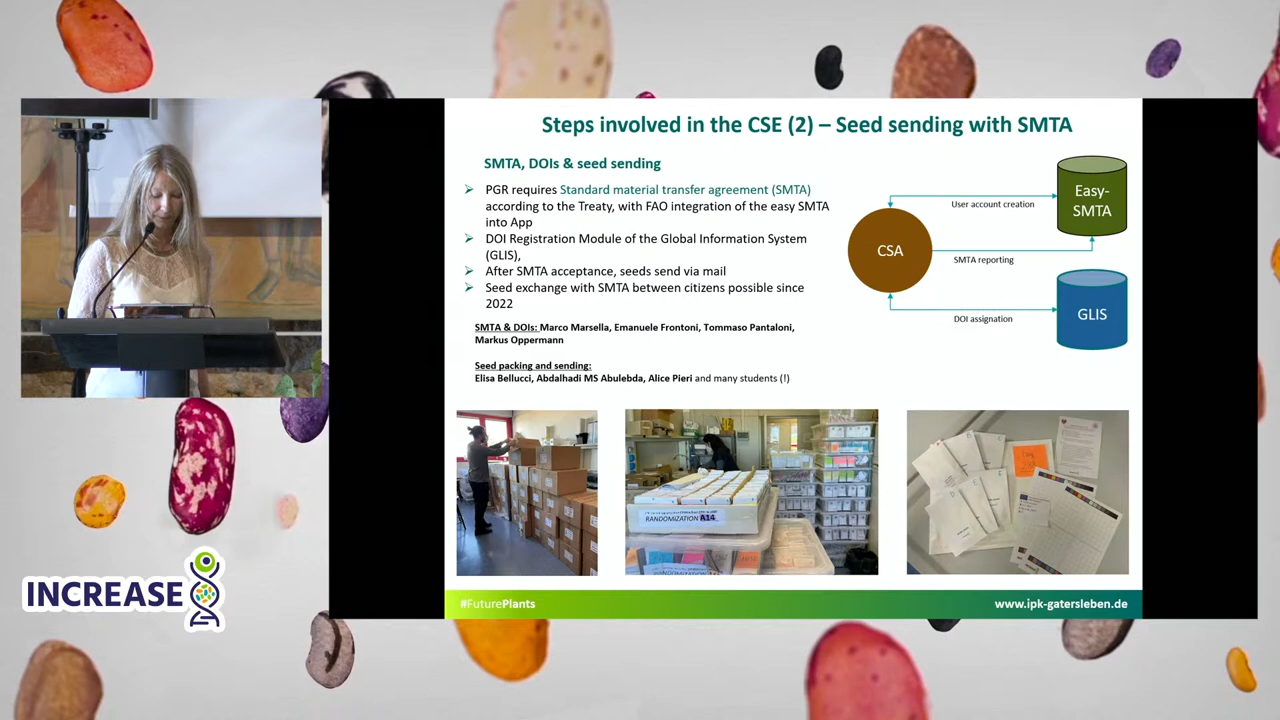 Steps involved in the CSE (2) – Seed sending with SMTA
SMTA, DOIs & seed sending
PGR requires Standard material transfer agreement (SMTA)
according to the Treaty, with FAO integration of the easy SMTA
into App
DOI Registration Module of the Global Information System
(GLIS),
After SMTA acceptance, seeds send via mail
Seed exchange with SMTA between citizens possible since
2022
SMTA & DOIs: Marco Marsella, Emanuele Frontoni, Tommaso Pantaloni,
Markus Oppermann
Seed packing and sending:
Elisa Bellucci, Abdalhadi MS Abulebda, Alice Pieri and many students (!)
CSA
User account creation
Easy-
SMTA
SMTA reporting
DOI assignation
GLIS
RANDOMIZATION A14
#FuturePlants
www.ipk-gatersleben.de
INCREASE